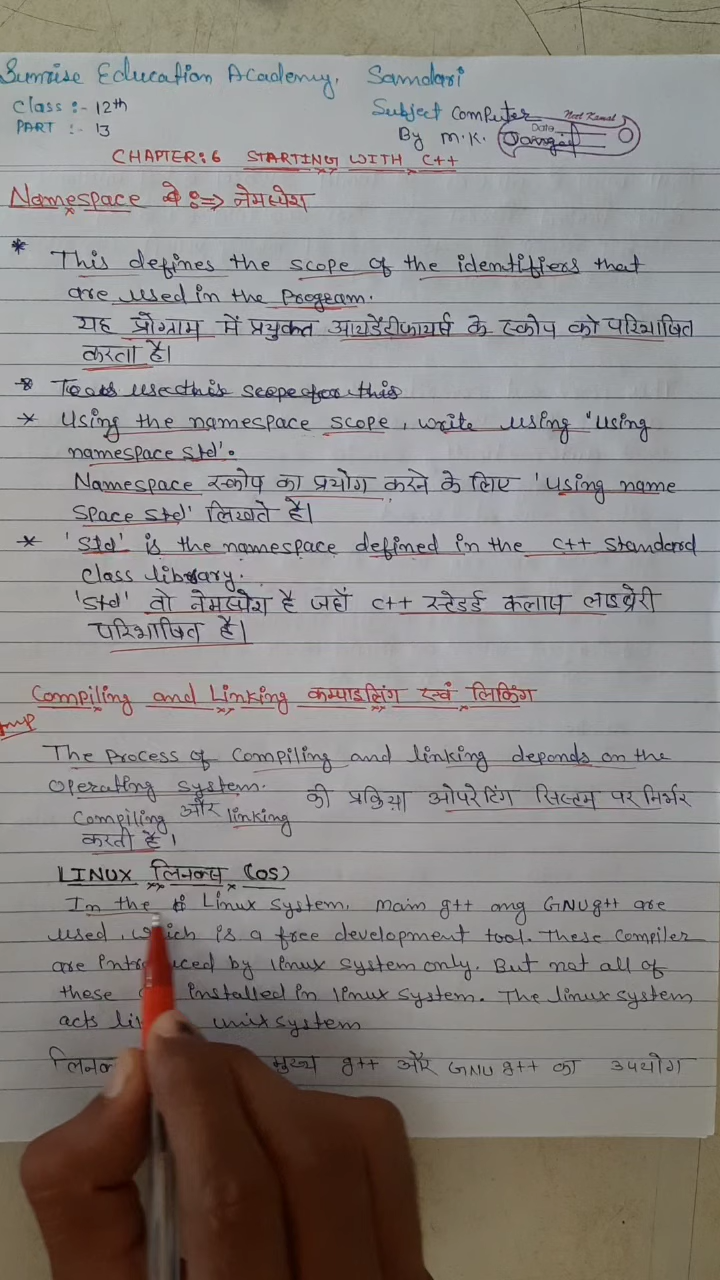 Sunrise Education Academy, Samdari
Class :- 12th
Subject Computer
PART :- 13
By M.K.
Neel Kamal
Date
CHAPTER:6 STARTING WITH C++
Namespace :=> नेमस्पेश
* This defines the scope of the identifiers that
are used in the program.
यह प्रोग्राम में प्रयुक्त आयडेंटीफायर्स के स्कोप को परिभाषित
करता है।
* Using the namespace scope, write using "using
namespace std'.
Namespace स्कोप का प्रयोग करने के लिए 'using name
space std' लिखते है।
* 'std' is the namespace defined in the C++ standard
class library.
'std' वो नेमस्पेश है जहाँ C++ स्टेडर्ड क्लास लाइब्रेरी
परिभाषित है।
Compiling and Linking कम्पाइलिंग एवं लिंकिंग
Imp
The process of compiling and linking depends on the
operating system.
Compiling और linking की प्रक्रिया ओपरेटिंग सिस्टम पर निर्भर
करती है।
LINUX लिनक्स (OS)
In the Linux system, main g++ ang GNU g++ are
used, which is a free development tool. These compiler
are introduced by linux system only. But not all of
these installed in linux system. The linux system
acts unix system
मुख्य g++ और GNU g++ का उपयोग